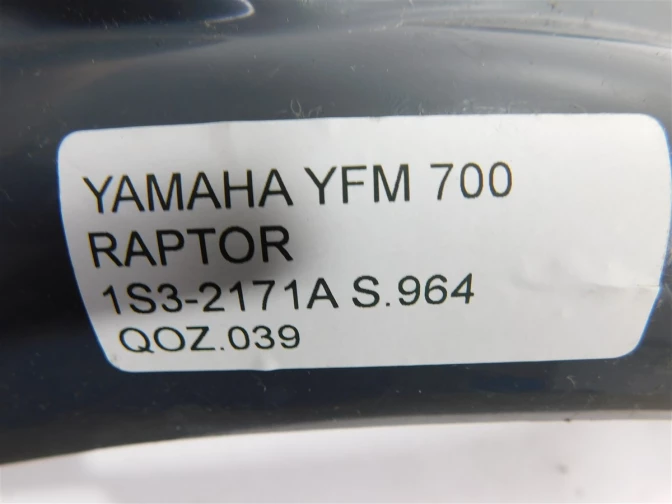 YAMAHA YFM 700
RAPTOR
1S3-2171A S.964
QOZ.039